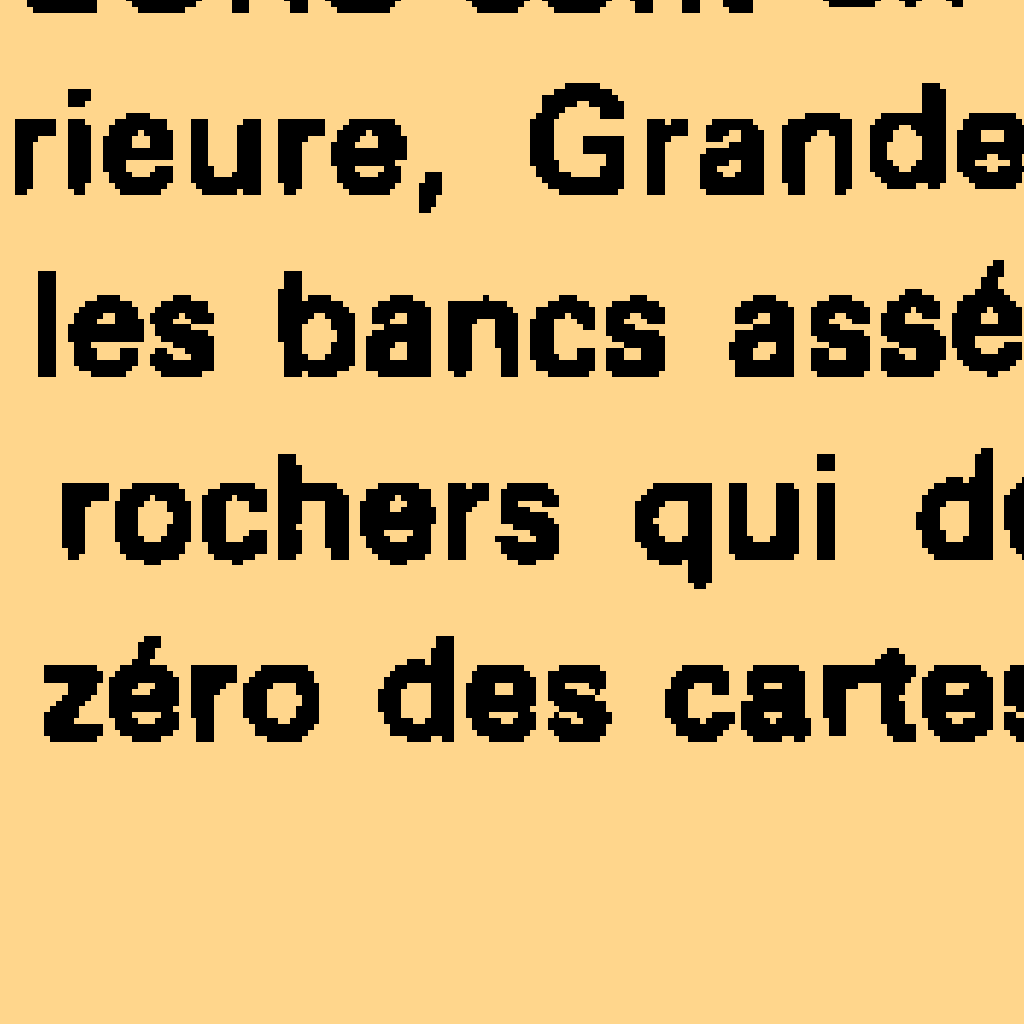 rieure, Grande
les bancs assé
rochers qui de
zéro des cartes